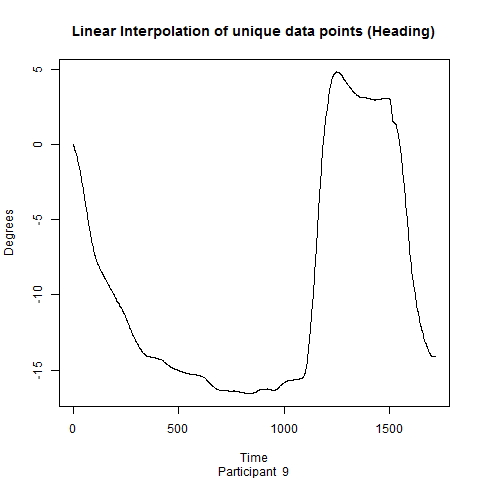 Linear Interpolation of unique data points (Heading)
Degrees
5
0
-5
-10
-15
0 500 1000 1500
Time
Participant 9